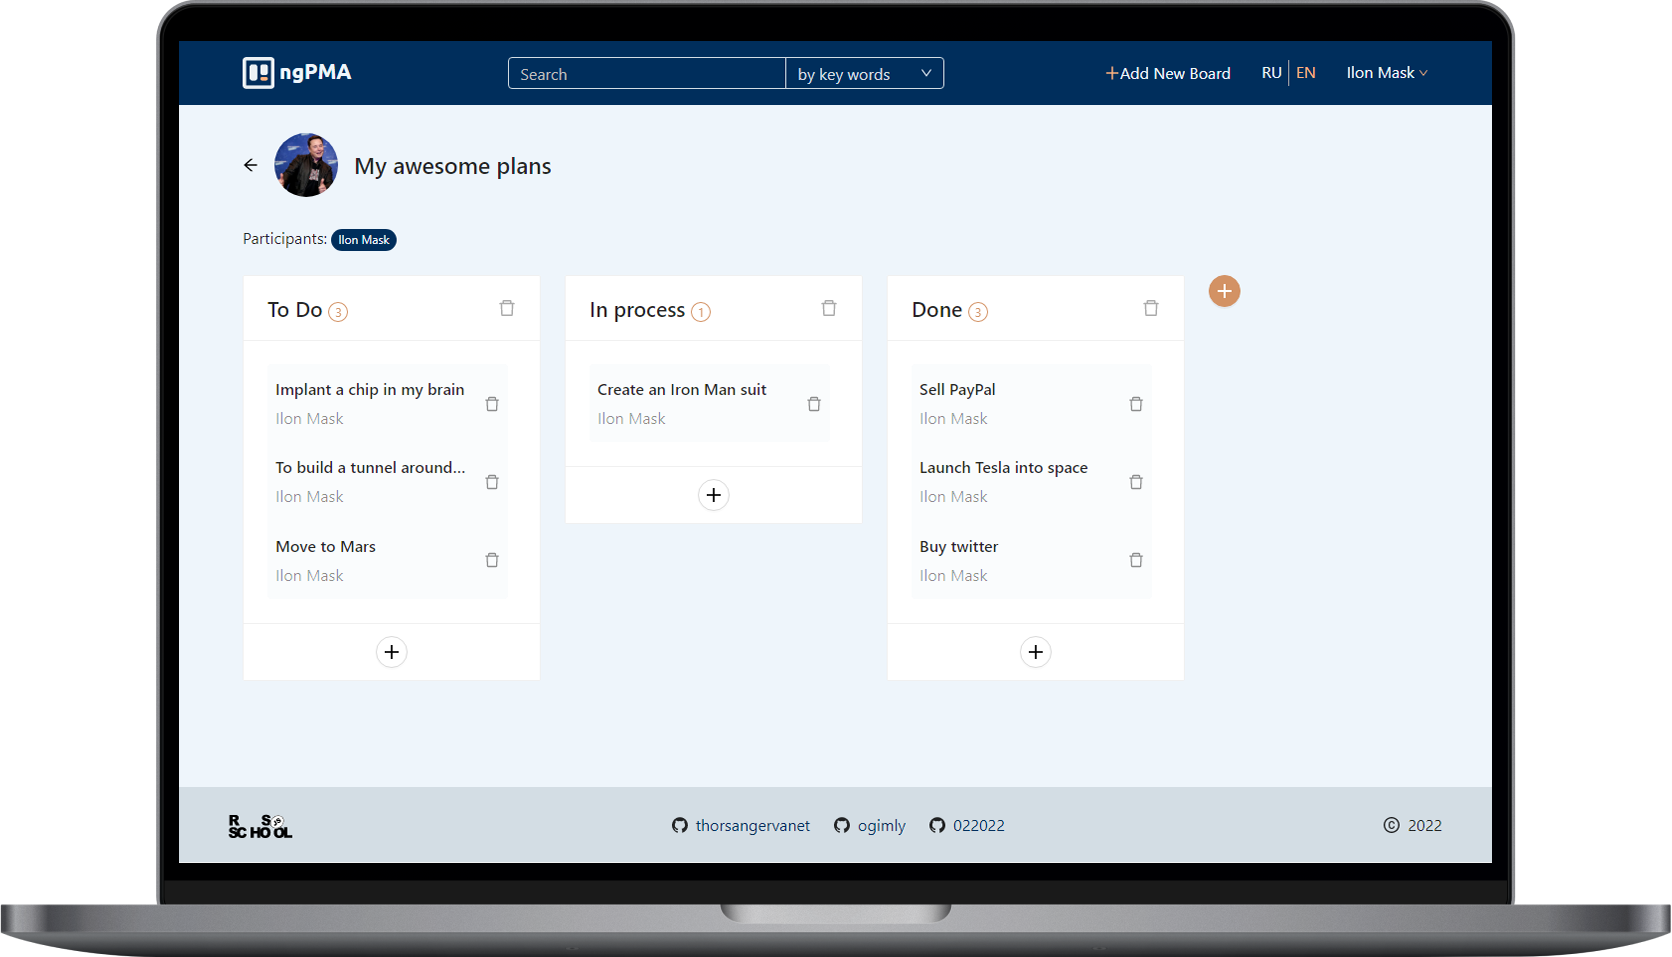 ngPMA
Search
by key words
+Add New Board
RU
EN
Ilon Mask
My awesome plans
Participants: Ilon Mask
To Do 3
Implant a chip in my brain
Ilon Mask
To build a tunnel around...
Ilon Mask
Move to Mars
Ilon Mask
In process 1
Create an Iron Man suit
Ilon Mask
Done 3
Sell PayPal
Ilon Mask
Launch Tesla into space
Ilon Mask
Buy twitter
Ilon Mask
RS
SCHOOL
thorsangervanet
ogimly
022022
© 2022